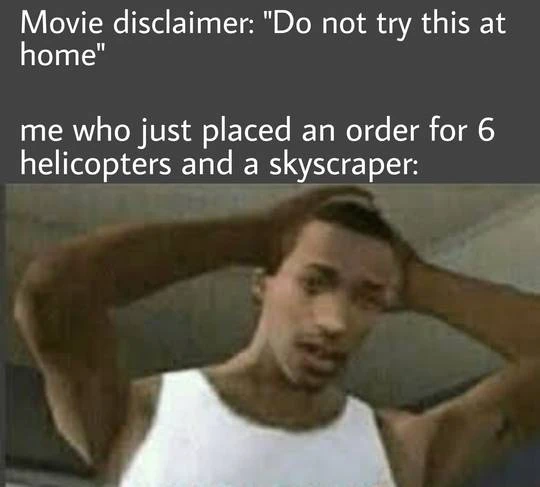 Movie disclaimer: "Do not try this at
home"
me who just placed an order for 6
helicopters and a skyscraper: